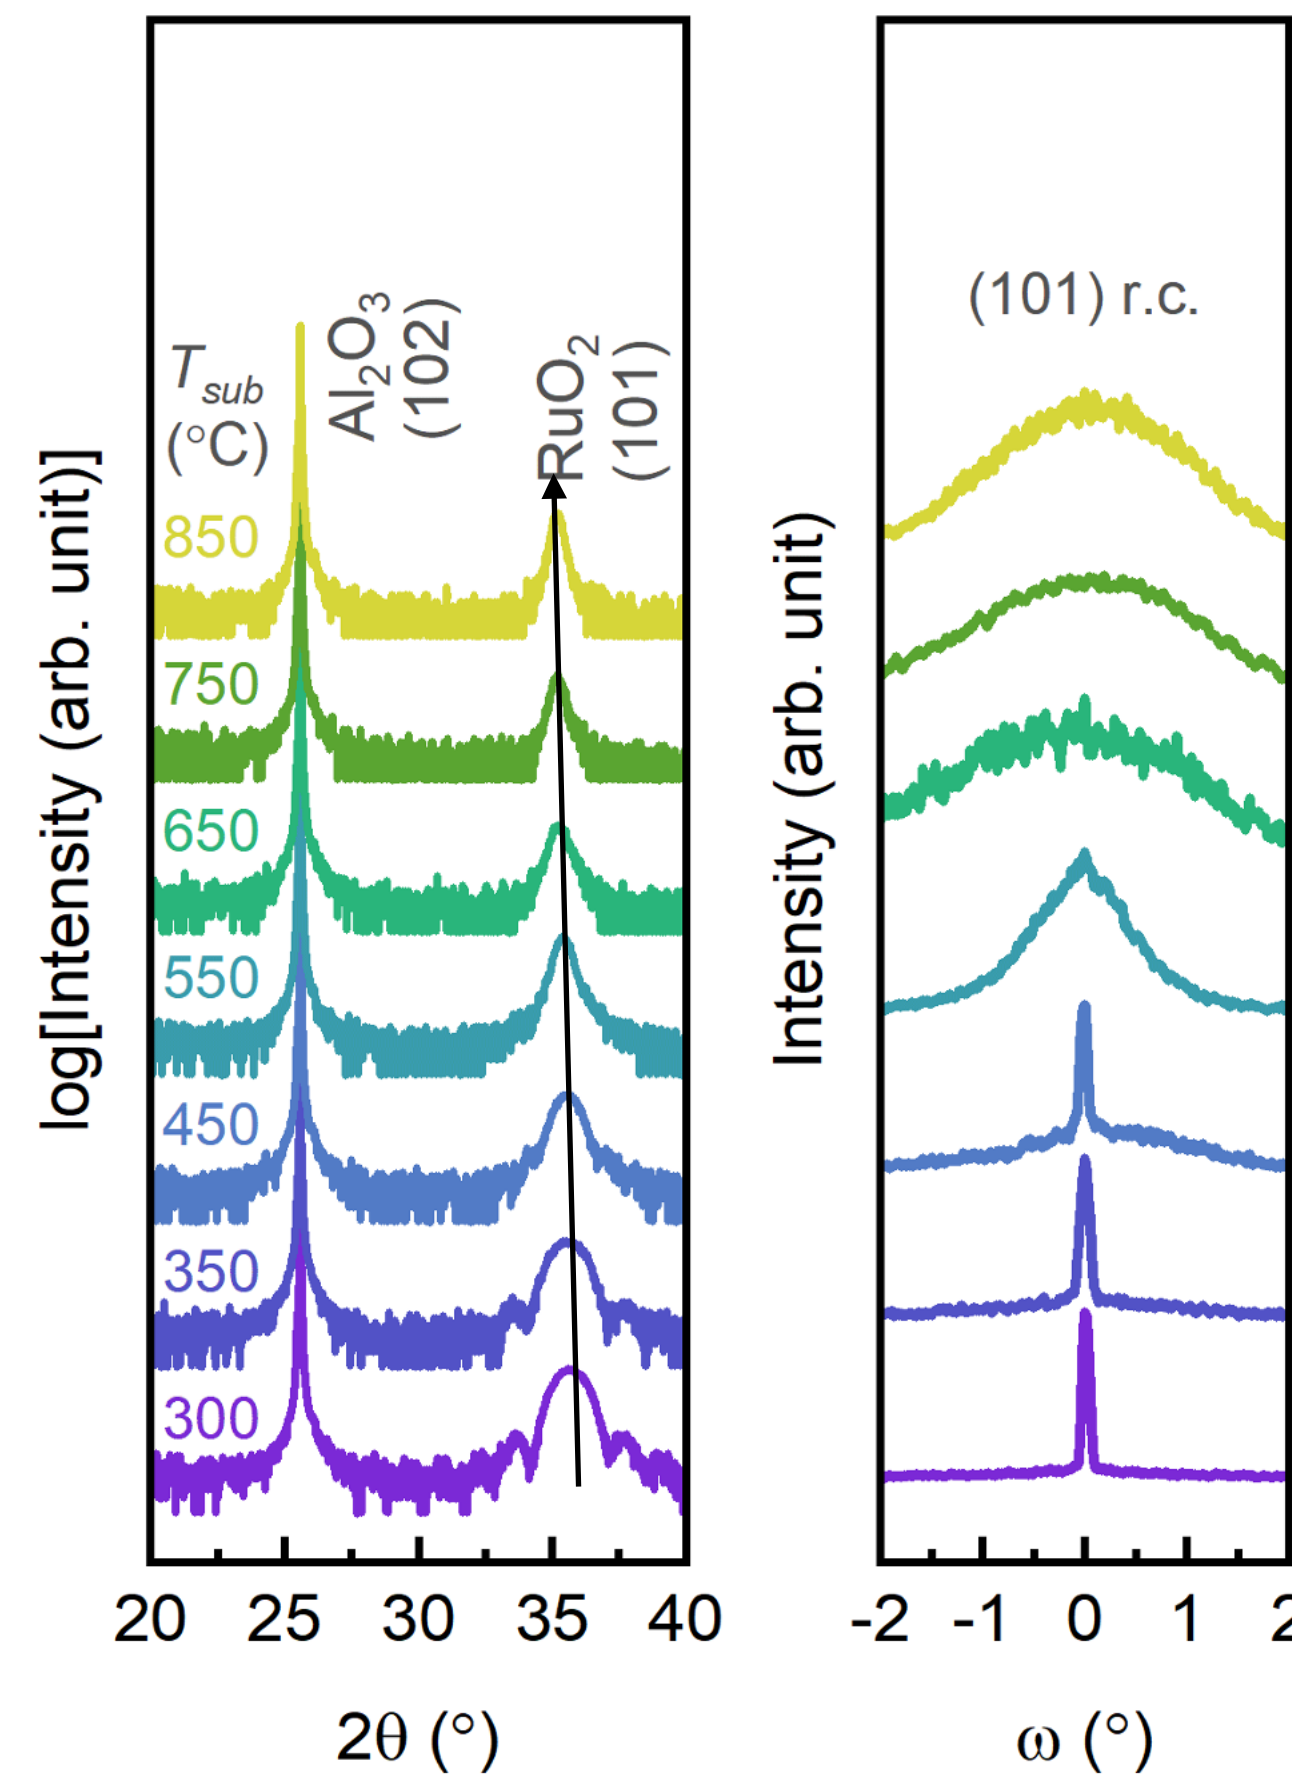 log[Intensity (arb. unit)]
T_sub
(°C)
Al₂O₃
(102)
RuO₂
(101)
850
750
650
550
450
350
300
20 25 30 35 40
2θ (°)
Intensity (arb. unit)
(101) r.c.
-2 -1 0 1 2
ω (°)